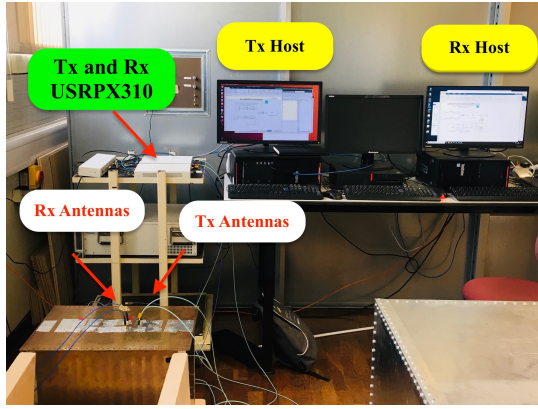 Tx Host
Rx Host
Tx and Rx
USRPX310
Rx Antennas
Tx Antennas